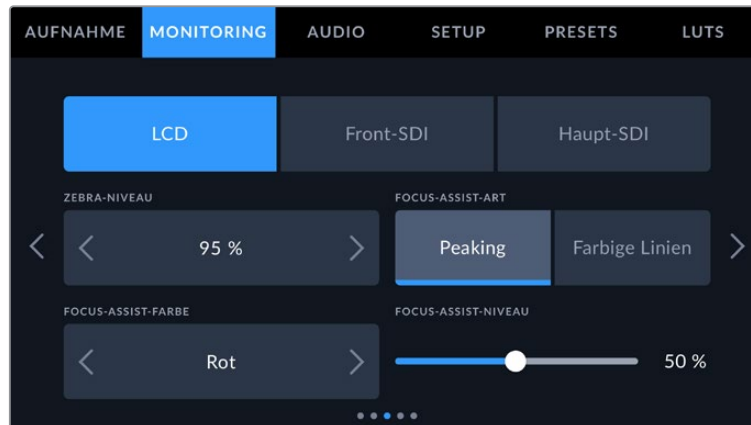 AUFNAHME MONITORING AUDIO SETUP PRESETS LUTS
LCD Front-SDI Haupt-SDI
ZEBRA-NIVEAU FOCUS-ASSIST-ART
95 % Peaking Farbige Linien
FOCUS-ASSIST-FARBE FOCUS-ASSIST-NIVEAU
Rot 50 %